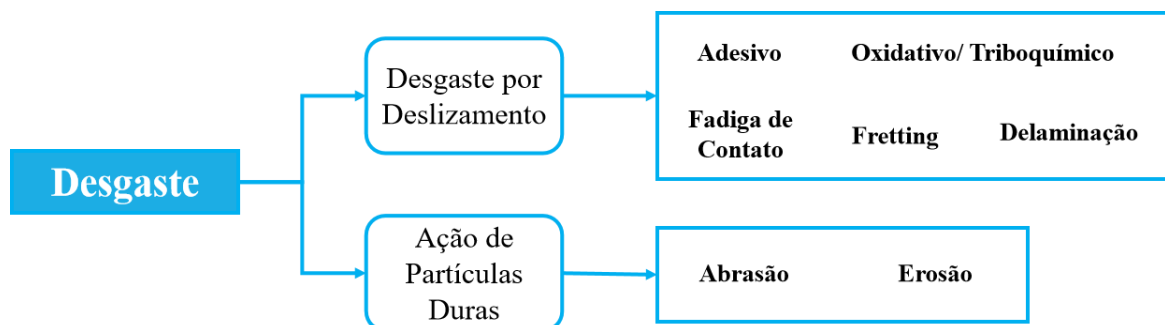 Desgaste
Desgaste por
Deslizamento
Adesivo
Oxidativo/ Triboquímico
Fadiga de
Contato
Fretting
Delaminação
Ação de
Partículas
Duras
Abrasão
Erosão